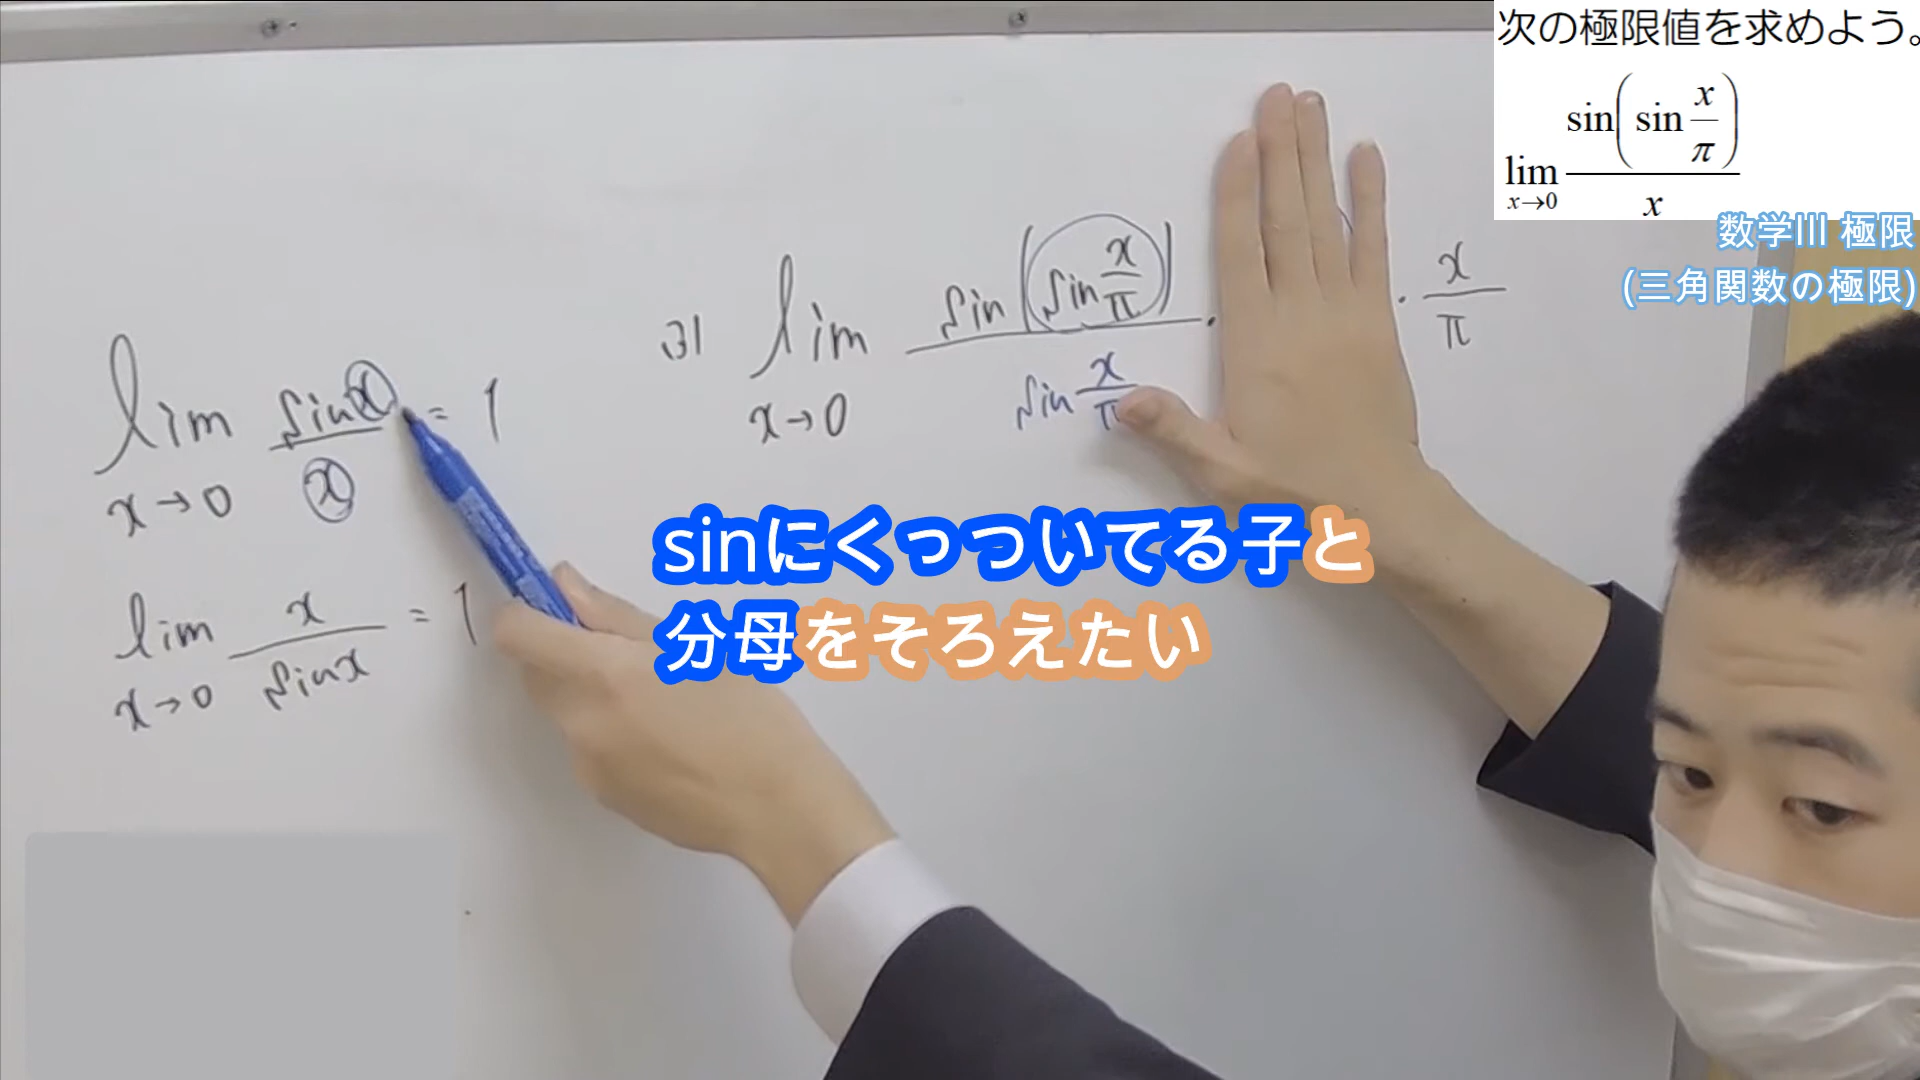 次の極限値を求めよう。
lim x→0 sin(sin x/π)/x
数学III 極限
(三角関数の極限)
lim x→0 sinx/x = 1
lim x→0 x/sinx = 1
lim x→0 sin(sin x/π)/sin x/π ・ ・ x/π
sinにくっついてる子と
分母をそろえたい